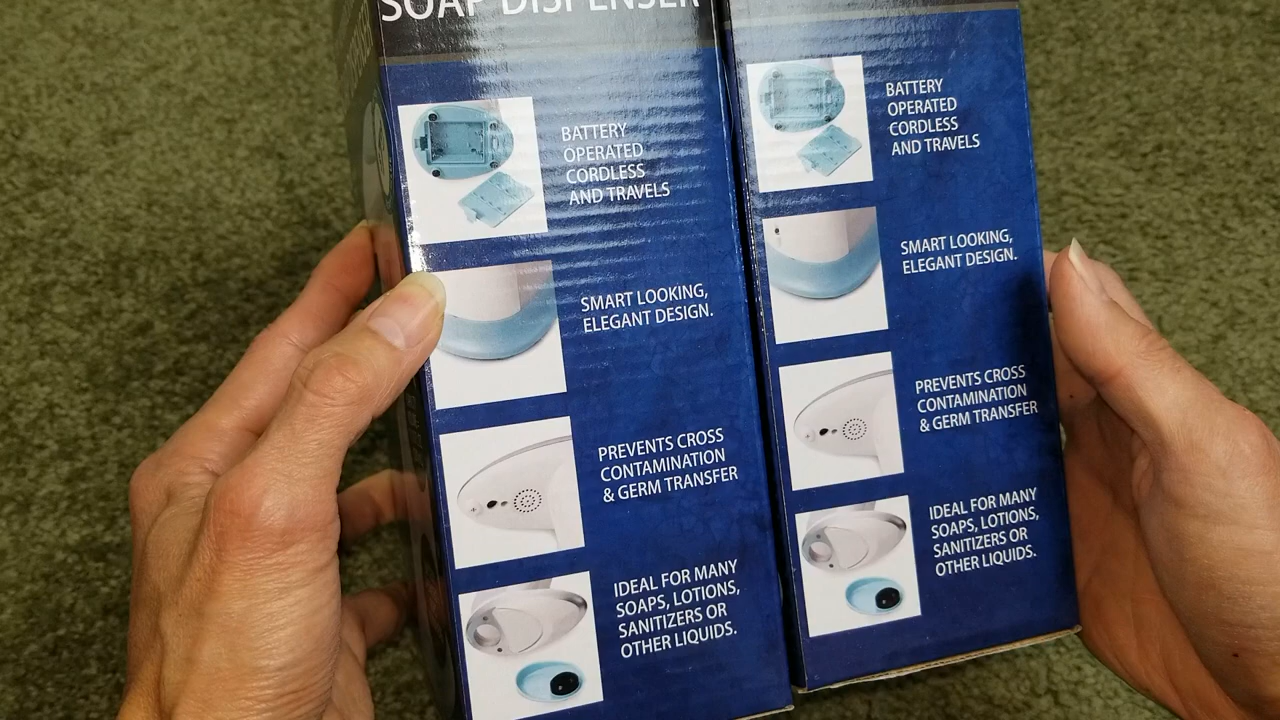 SOAP DISPENSER
BATTERY
OPERATED
CORDLESS
AND TRAVELS
SMART LOOKING,
ELEGANT DESIGN.
PREVENTS CROSS
CONTAMINATION
& GERM TRANSFER
IDEAL FOR MANY
SOAPS, LOTIONS,
SANITIZERS OR
OTHER LIQUIDS.
BATTERY
OPERATED
CORDLESS
AND TRAVELS
SMART LOOKING,
ELEGANT DESIGN.
PREVENTS CROSS
CONTAMINATION
& GERM TRANSFER
IDEAL FOR MANY
SOAPS, LOTIONS,
SANITIZERS OR
OTHER LIQUIDS.